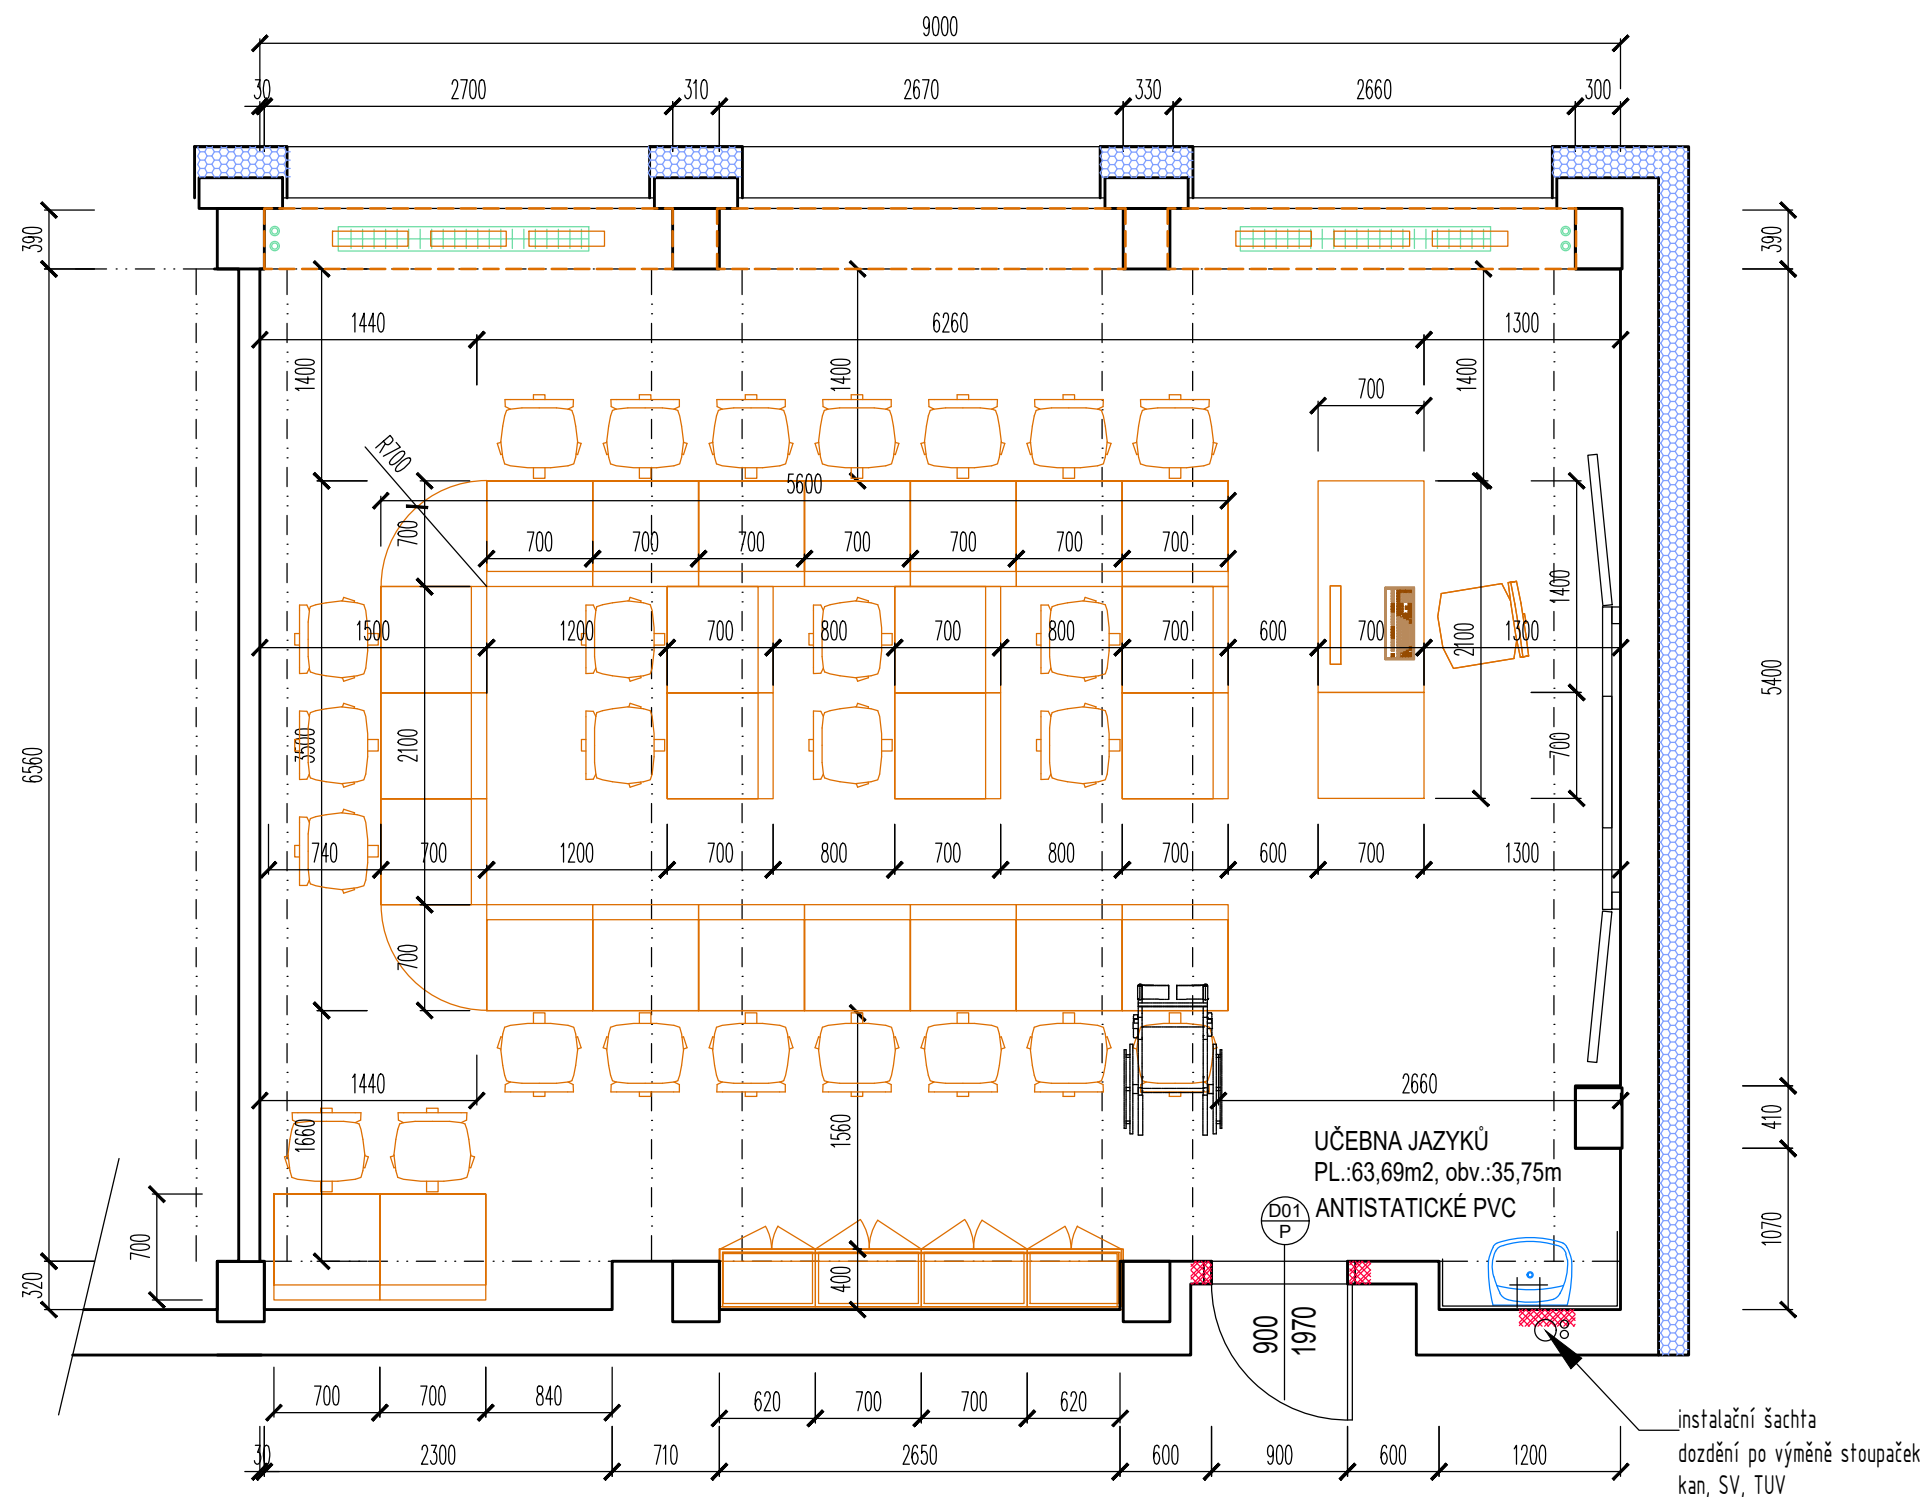 9000
30 2700 310 2670 330 2660 300
390 390
1440 6260 1300
1400 1400 1400
700
R700
5600
700
700 700 700 700 700 700 700
1400
1500 1200 700 800 700 800 700 600 700 1300
2100
5400
6560
3500 2100 700
740 700 1200 700 800 700 800 700 600 700 1300
700
1440 2660
1660 1560 410
UČEBNA JAZYKŮ
PL.:63,69m2, obv.:35,75m
D01 ANTISTATICKÉ PVC
P
700 1070
320 400
900
1970
700 700 840 620 700 700 620
30 2300 710 2650 600 900 600 1200
instalační šachta
dozdění po výměně stoupaček
kan, SV, TUV